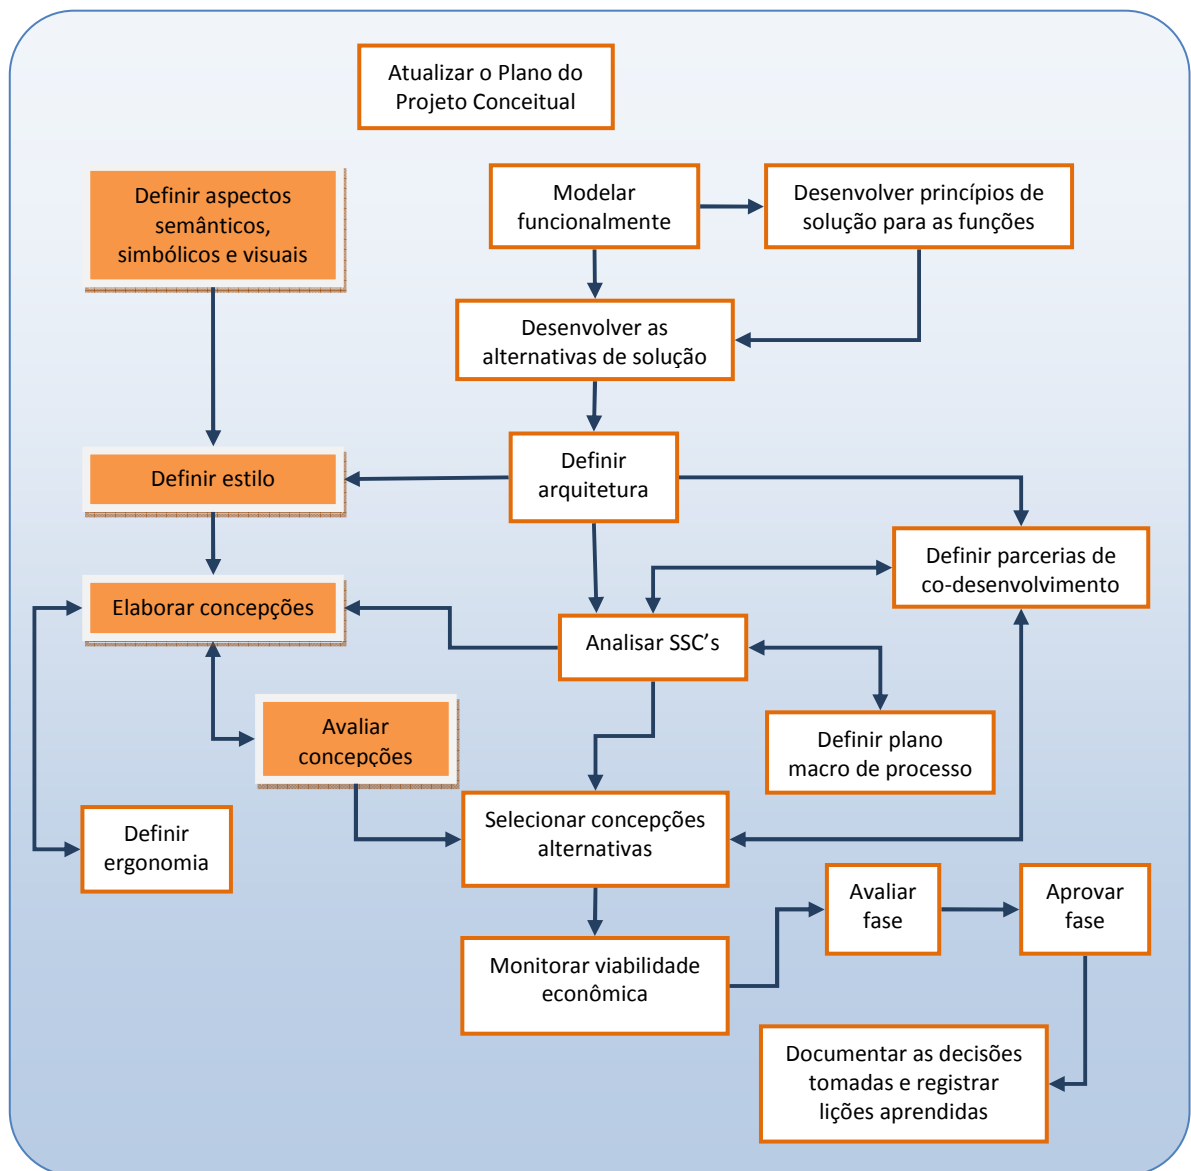 Atualizar o Plano do
Projeto Conceitual
Definir aspectos
semânticos,
simbólicos e visuais
Modelar
funcionalmente
Desenvolver princípios de
solução para as funções
Desenvolver as
alternativas de solução
Definir estilo
Definir
arquitetura
Definir parcerias de
co-desenvolvimento
Elaborar concepções
Analisar SSC's
Avaliar
concepções
Definir plano
macro de processo
Definir
ergonomia
Selecionar concepções
alternativas
Avaliar
fase
Aprovar
fase
Monitorar viabilidade
econômica
Documentar as decisões
tomadas e registrar
lições aprendidas